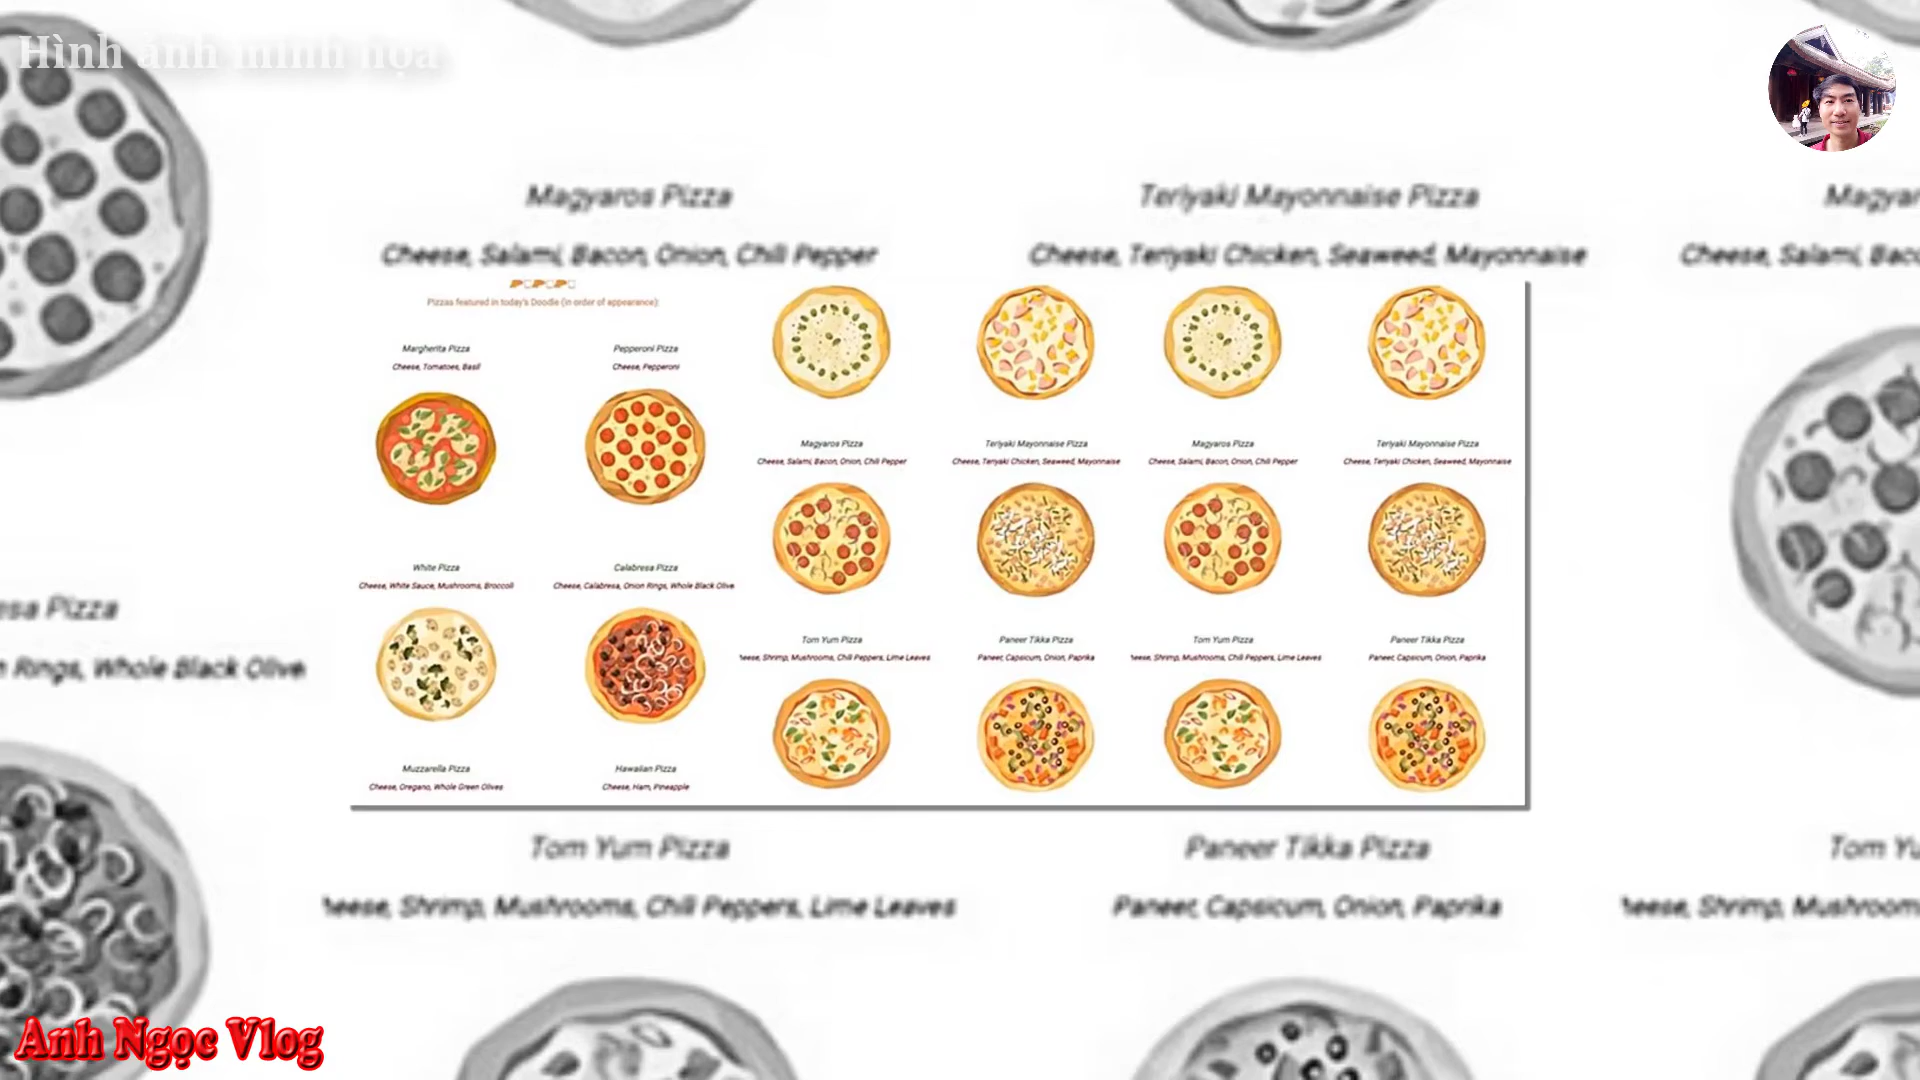 Hình ảnh minh họa
Magyaros Pizza
Teriyaki Mayonnaise Pizza
Magyar
Cheese, Salami, Bacon, Onion, Chili Pepper
Cheese, Teriyaki Chicken, Seaweed, Mayonnaise
Cheese, Salami, Baco
Pizzas featured in today's Doodle (in order of appearance):
Margherita Pizza
Pepperoni Pizza
Cheese, Tomatoes, Basil
Cheese, Pepperoni
Magyaros Pizza
Teriyaki Mayonnaise Pizza
Magyaros Pizza
Teriyaki Mayonnaise Pizza
Cheese, Salami, Bacon, Onion, Chili Pepper
Cheese, Teriyaki Chicken, Seaweed, Mayonnaise
Cheese, Salami, Bacon, Onion, Chili Pepper
Cheese, Teriyaki Chicken, Seaweed, Mayonnaise
White Pizza
Calabresa Pizza
Cheese, White Sauce, Mushrooms, Broccoli
Cheese, Calabresa, Onion Rings, Whole Black Olive
esa Pizza
n Rings, Whole Black Olive
Tom Yum Pizza
Paneer Tikka Pizza
Tom Yum Pizza
Paneer Tikka Pizza
heese, Shrimp, Mushrooms, Chili Peppers, Lime Leaves
Paneer, Capsicum, Onion, Paprika
heese, Shrimp, Mushrooms, Chili Peppers, Lime Leaves
Paneer, Capsicum, Onion, Paprika
Muzzarella Pizza
Hawaiian Pizza
Cheese, Oregano, Whole Green Olives
Cheese, Ham, Pineapple
Tom Yum Pizza
Paneer Tikka Pizza
Tom Yu
heese, Shrimp, Mushrooms, Chili Peppers, Lime Leaves
Paneer, Capsicum, Onion, Paprika
heese, Shrimp, Mushroom
Anh Ngọc Vlog